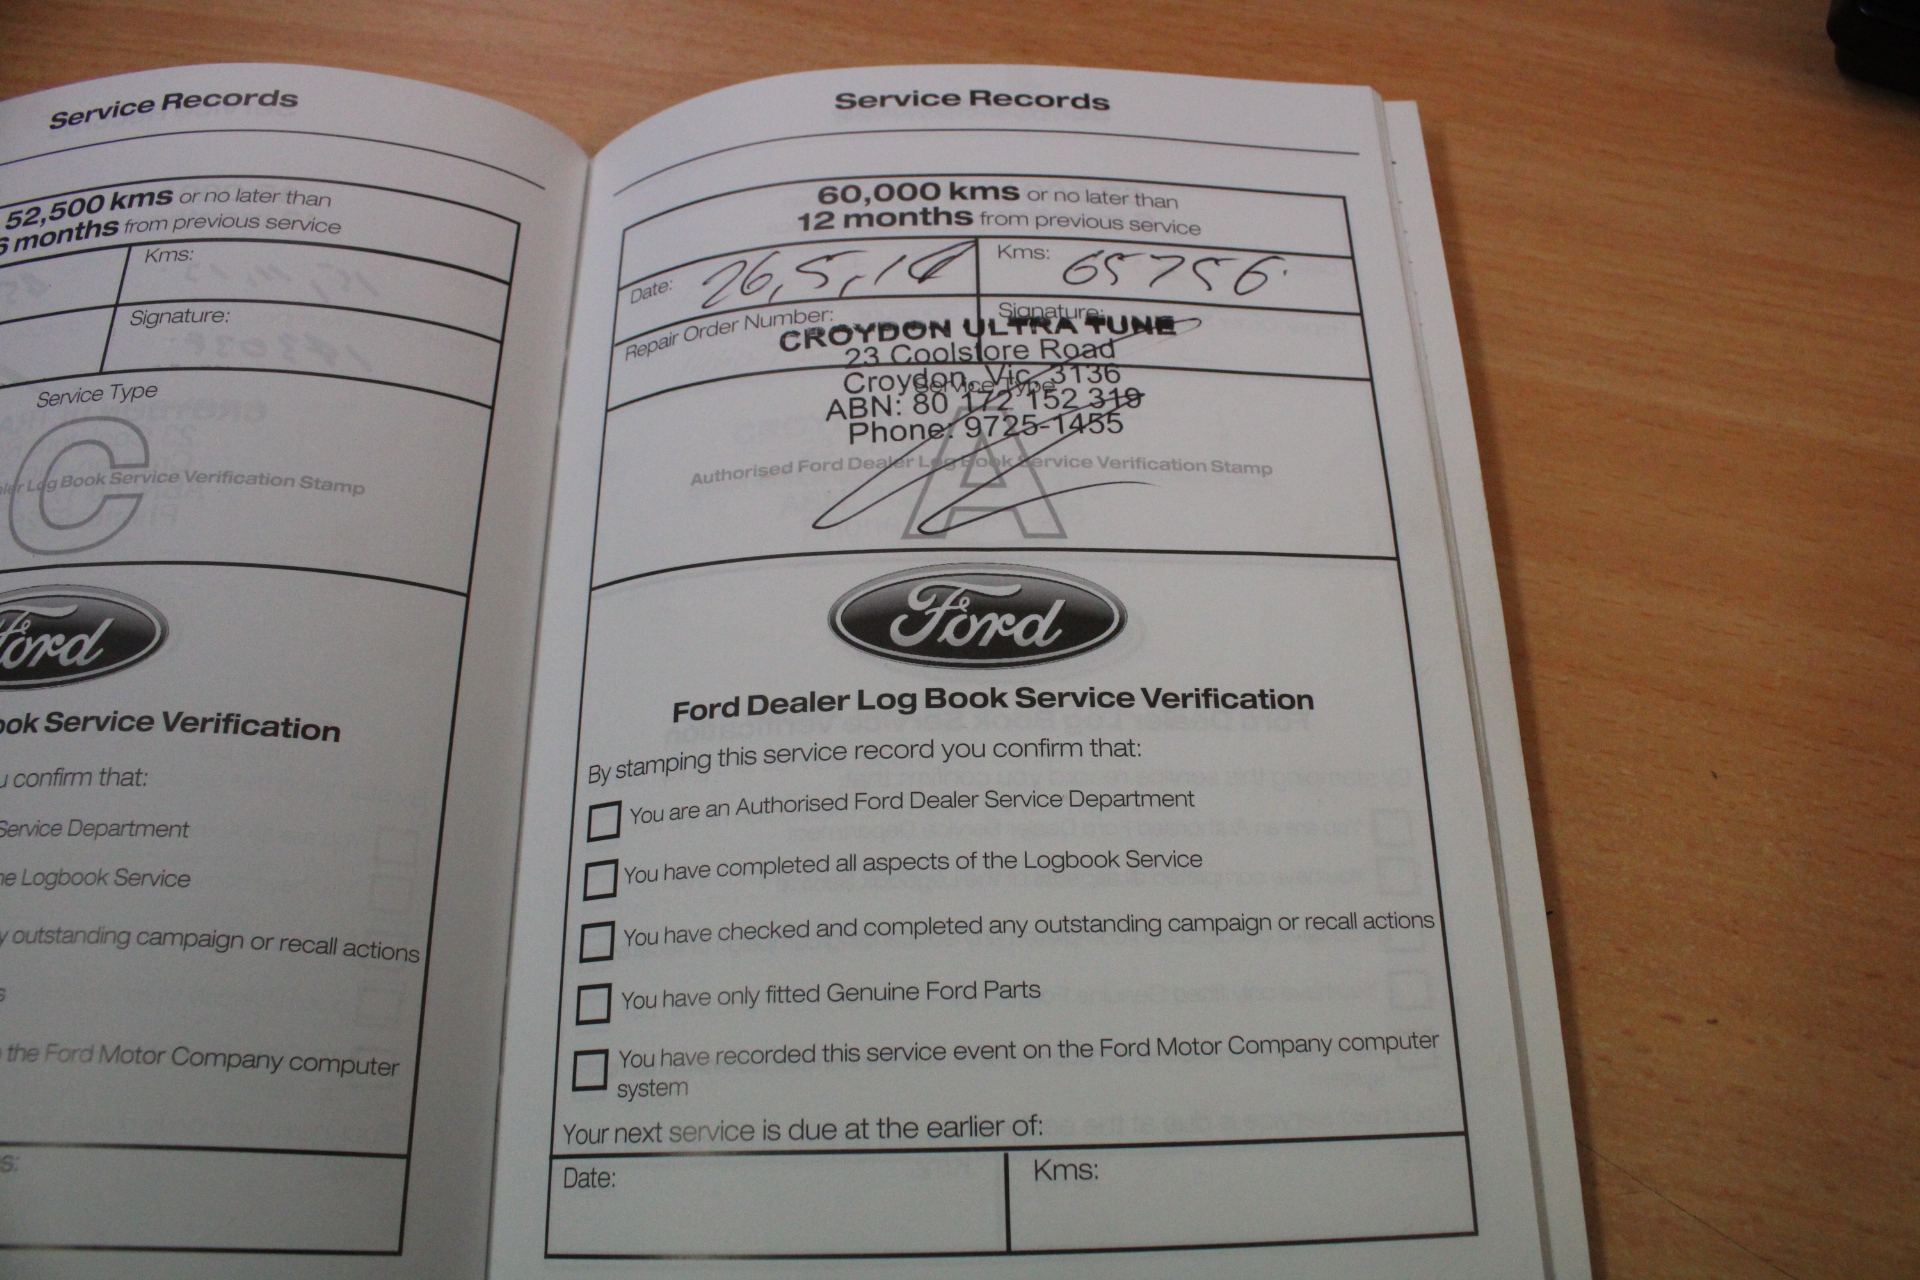 Service Records
52,500 kms or no later than
6 months from previous service
Kms:
Signature:
Service Type
C
ler Log Book Service Verification Stamp
Ford
ook Service Verification
u confirm that:
Service Department
he Logbook Service
y outstanding campaign or recall actions
s
the Ford Motor Company computer
s:
Service Records
60,000 kms or no later than
12 months from previous service
Date: 26,5,14
Kms: 65756
Repair Order Number:
Signature:
CROYDON ULTRA TUNE
23 Coolstore Road
Croydon, Vic, 3136
Service Type
ABN: 80 172 152 319
Phone: 9725-1455
A
Authorised Ford Dealer Log Book Service Verification Stamp
Ford
Ford Dealer Log Book Service Verification
By stamping this service record you confirm that:
You are an Authorised Ford Dealer Service Department
You have completed all aspects of the Logbook Service
You have checked and completed any outstanding campaign or recall actions
You have only fitted Genuine Ford Parts
You have recorded this service event on the Ford Motor Company computer
system
Your next service is due at the earlier of:
Date:
Kms: